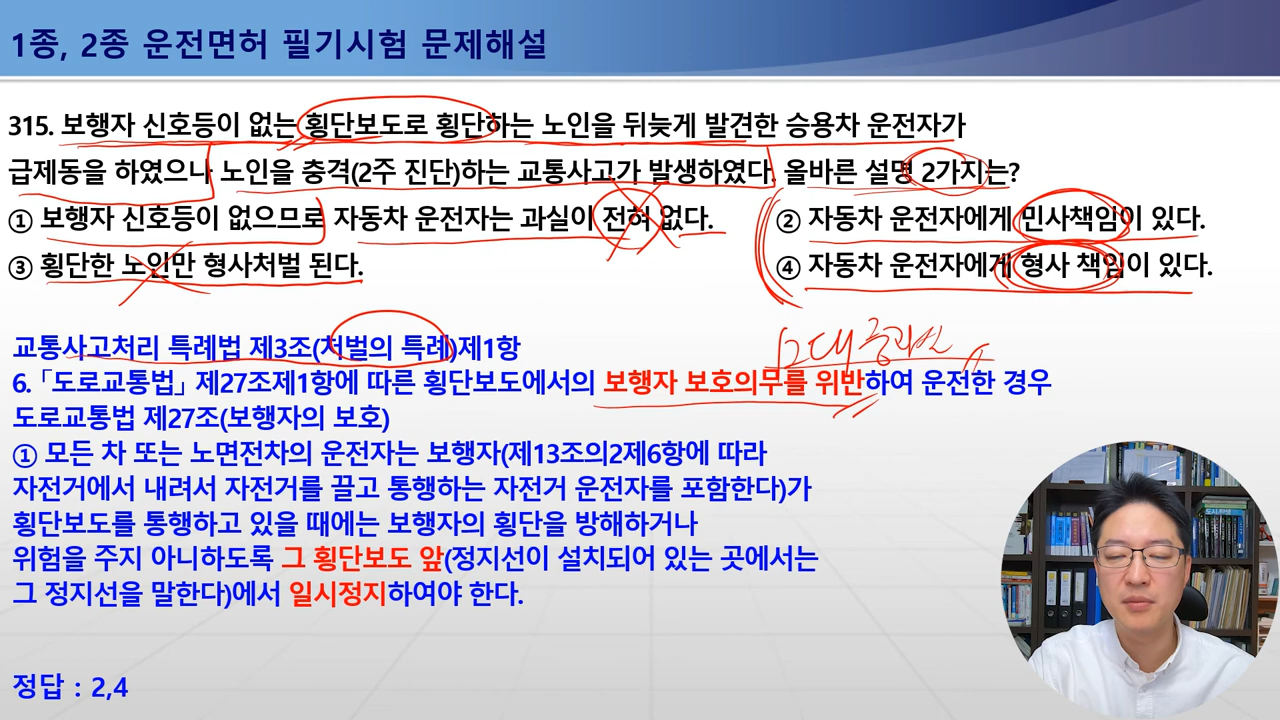 1종, 2종 운전면허 필기시험 문제해설
315. 보행자 신호등이 없는 횡단보도로 횡단하는 노인을 뒤늦게 발견한 승용차 운전자가
급제동을 하였으나 노인을 충격(2주 진단)하는 교통사고가 발생하였다. 올바른 설명 2가지는?
① 보행자 신호등이 없으므로 자동차 운전자는 과실이 전혀 없다.
② 자동차 운전자에게 민사책임이 있다.
③ 횡단한 노인만 형사처벌 된다.
④ 자동차 운전자에게 형사 책임이 있다.
12대 중과실
교통사고처리 특례법 제3조(처벌의 특례)제1항
6. 「도로교통법」 제27조제1항에 따른 횡단보도에서의 보행자 보호의무를 위반하여 운전한 경우
도로교통법 제27조(보행자의 보호)
① 모든 차 또는 노면전차의 운전자는 보행자(제13조의2제6항에 따라
자전거에서 내려서 자전거를 끌고 통행하는 자전거 운전자를 포함한다)가
횡단보도를 통행하고 있을 때에는 보행자의 횡단을 방해하거나
위험을 주지 아니하도록 그 횡단보도 앞(정지선이 설치되어 있는 곳에서는
그 정지선을 말한다)에서 일시정지하여야 한다.
정답 : 2,4